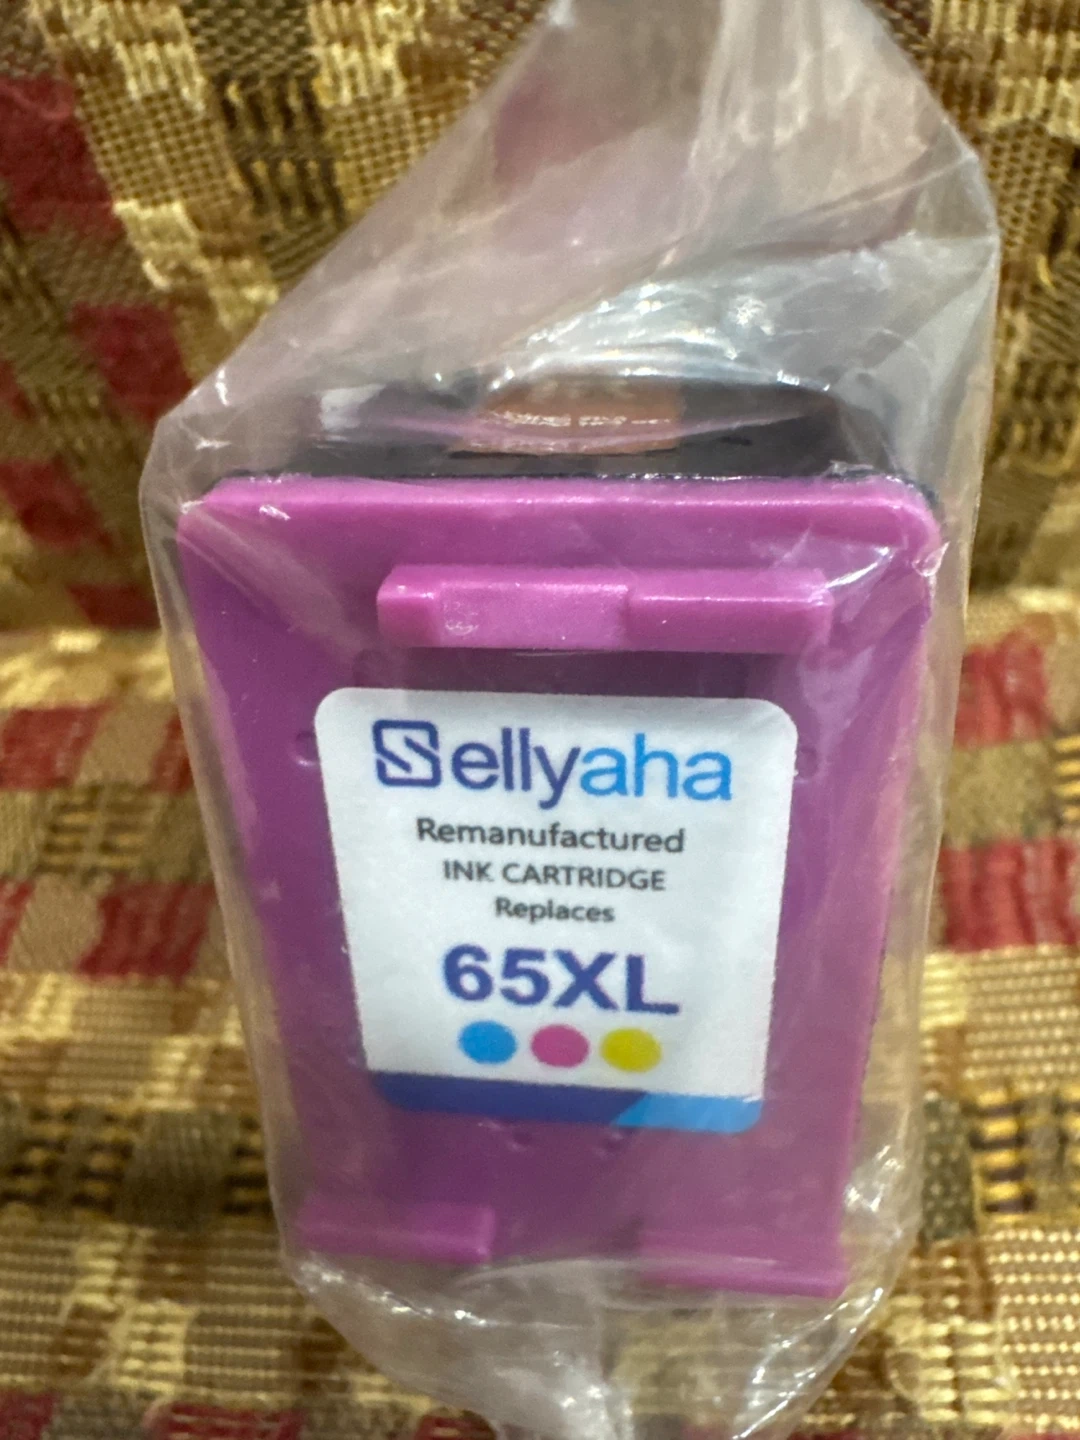 Sellyaha
Remanufactured
INK CARTRIDGE
Replaces
65XL